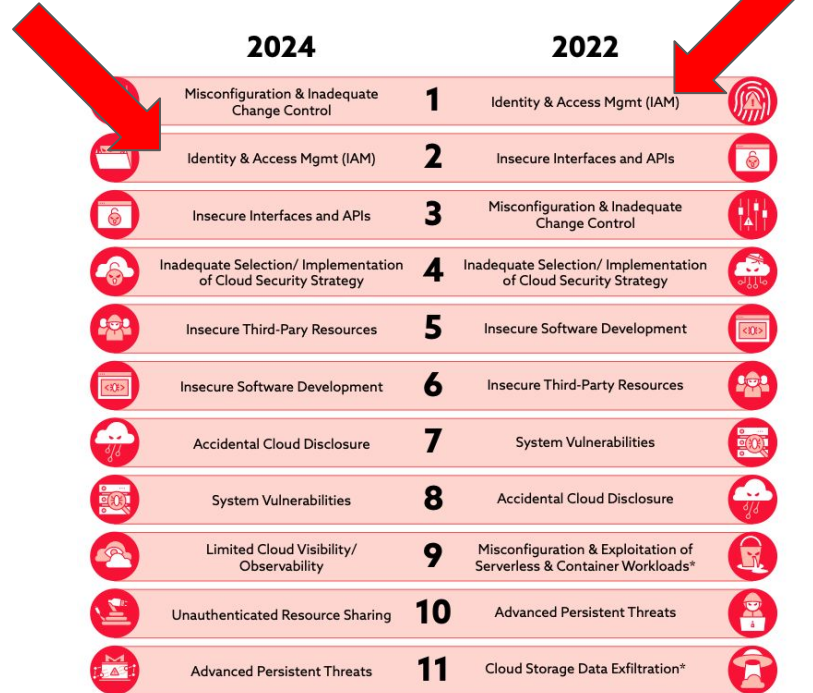 2024 2022
Misconfiguration & Inadequate
Change Control
1
Identity & Access Mgmt (IAM)
Identity & Access Mgmt (IAM)
2
Insecure Interfaces and APIs
Insecure Interfaces and APIs
3
Misconfiguration & Inadequate
Change Control
Inadequate Selection/ Implementation
of Cloud Security Strategy
4
Inadequate Selection/ Implementation
of Cloud Security Strategy
Insecure Third-Pary Resources
5
Insecure Software Development
Insecure Software Development
6
Insecure Third-Party Resources
Accidental Cloud Disclosure
7
System Vulnerabilities
System Vulnerabilities
8
Accidental Cloud Disclosure
Limited Cloud Visibility/
Observability
9
Misconfiguration & Exploitation of
Serverless & Container Workloads*
Unauthenticated Resource Sharing
10
Advanced Persistent Threats
Advanced Persistent Threats
11
Cloud Storage Data Exfiltration*